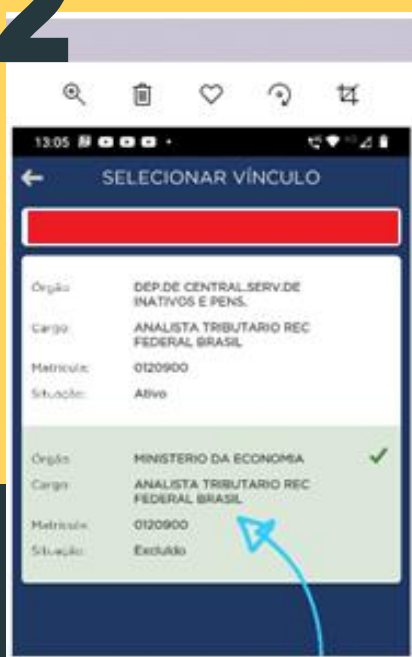 2
13:05
SELECIONAR VÍNCULO
Órgão: DEP.DE CENTRAL.SERV.DE
INATIVOS E PENS.
Cargo: ANALISTA TRIBUTARIO REC
FEDERAL BRASIL
Matrícula: 0120900
Situação: Ativo
Órgão: MINISTERIO DA ECONOMIA
Cargo: ANALISTA TRIBUTARIO REC
FEDERAL BRASIL
Matrícula: 0120900
Situação: Excluído